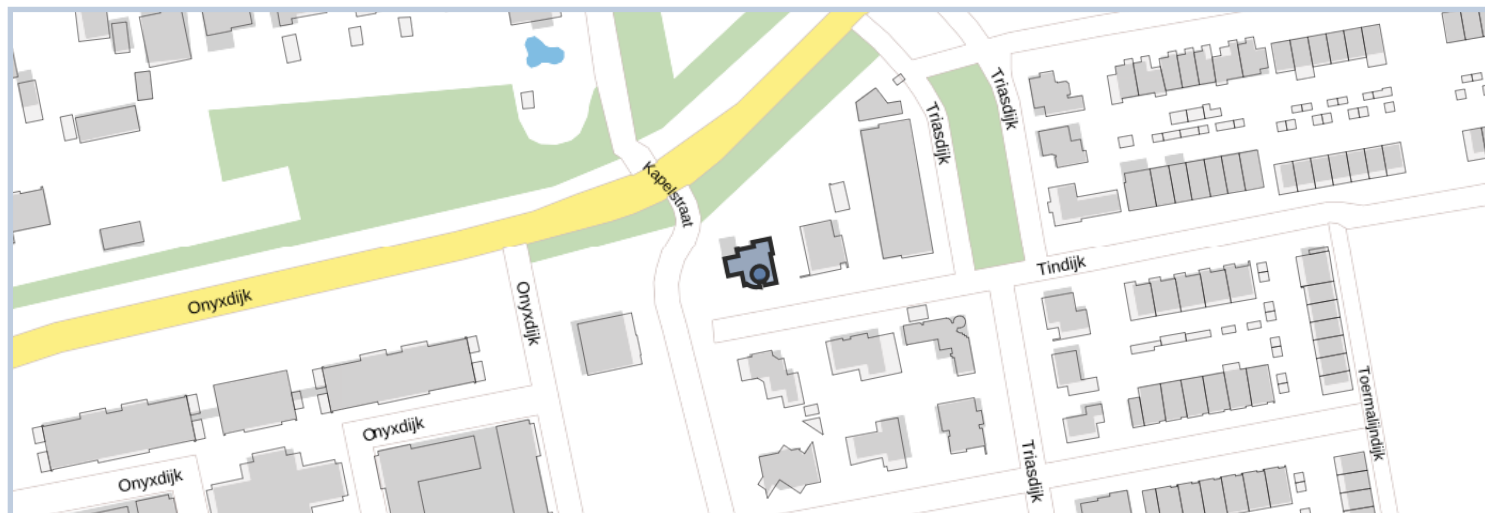 Triasdijk
Triasdijk
Kapelstraat
Tindijk
Onyxdijk
Onyxdijk
Toermalijndijk
Onyxdijk
Triasdijk
Onyxdijk